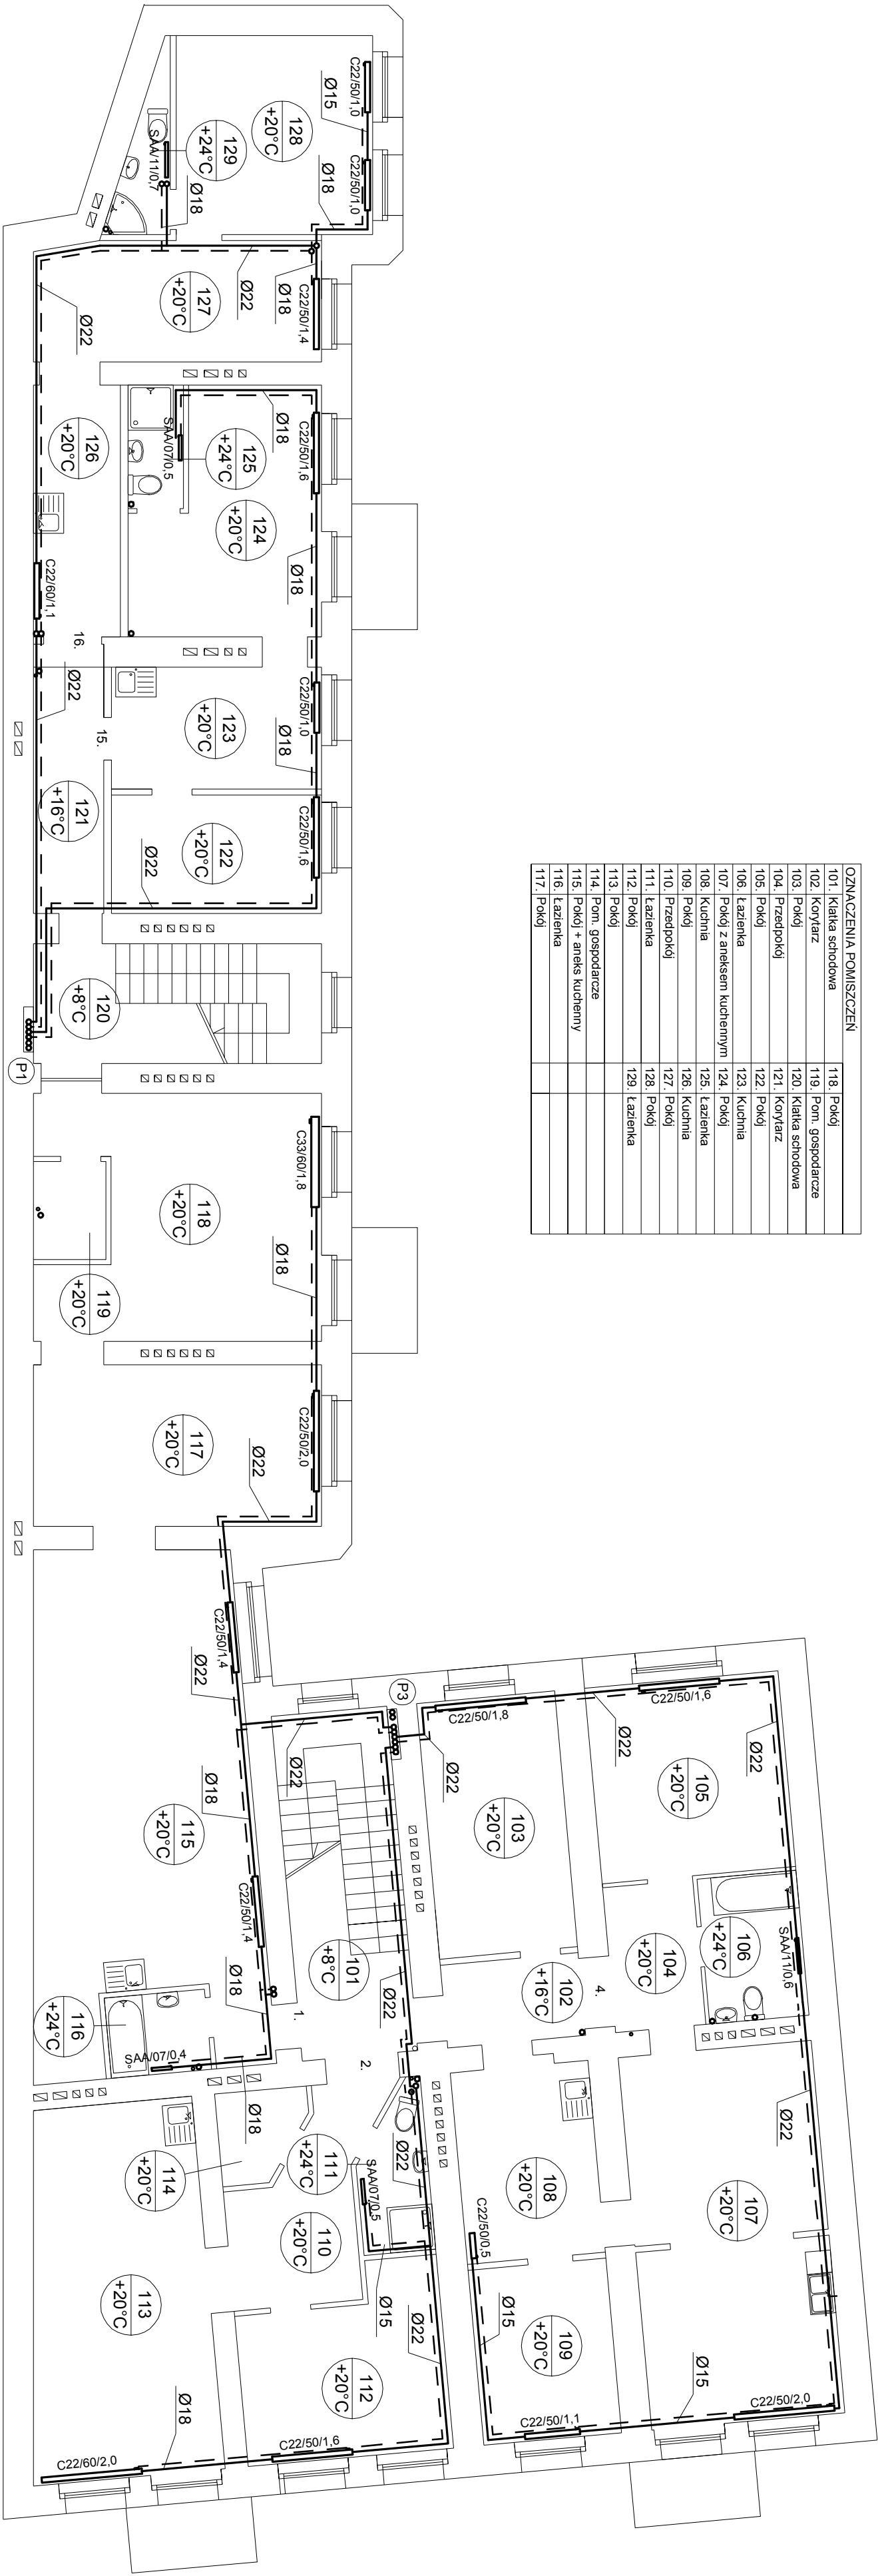 OZNACZENIA POMISZCZEŃ
101. Klatka schodowa
102. Korytarz
103. Pokój
104. Przedpokój
105. Pokój
106. Łazienka
107. Pokój z aneksem kuchennym
108. Kuchnia
109. Pokój
110. Przedpokój
111. Łazienka
112. Pokój
113. Pokój
114. Pom. gospodarcze
115. Pokój + aneks kuchenny
116. Łazienka
117. Pokój
118. Pokój
119. Pom. gospodarcze
120. Klatka schodowa
121. Korytarz
122. Pokój
123. Kuchnia
124. Pokój
125. Łazienka
126. Kuchnia
127. Pokój
128. Pokój
129. Łazienka
C22/50/1,0
Ø15
C22/50/1,0
Ø18
128
+20°C
129
+24°C
SAA/11/0,7
Ø18
Ø22
Ø18
C22/50/1,4
127
+20°C
Ø22
Ø18
C22/50/1,6
SAA/07/0,5
125
+24°C
126
+20°C
124
+20°C
Ø18
C22/60/1,1
16.
Ø22
C22/50/1,0
123
+20°C
Ø18
15.
121
+16°C
122
+20°C
C22/50/1,6
Ø22
120
+8°C
P1
C33/60/1,8
118
+20°C
Ø18
119
+20°C
C22/50/2,0
117
+20°C
Ø22
C22/50/1,4
Ø22
Ø18
115
+20°C
C22/50/1,4
Ø18
116
+24°C
SAA/07/0,4
Ø18
P3
Ø22
101
+8°C
1.
Ø22
2.
C22/50/1,8
Ø22
103
+20°C
Ø22
C22/50/1,6
Ø22
105
+20°C
106
+24°C
SAA/11/0,6
104
+20°C
102
+16°C
4.
Ø22
107
+20°C
108
+20°C
C22/50/0,5
Ø15
109
+20°C
C22/50/1,1
Ø15
C22/50/2,0
111
+24°C
SAA/07/0,5
Ø22
114
+20°C
110
+20°C
Ø15
Ø22
113
+20°C
112
+20°C
Ø18
C22/50/1,6
C22/60/2,0